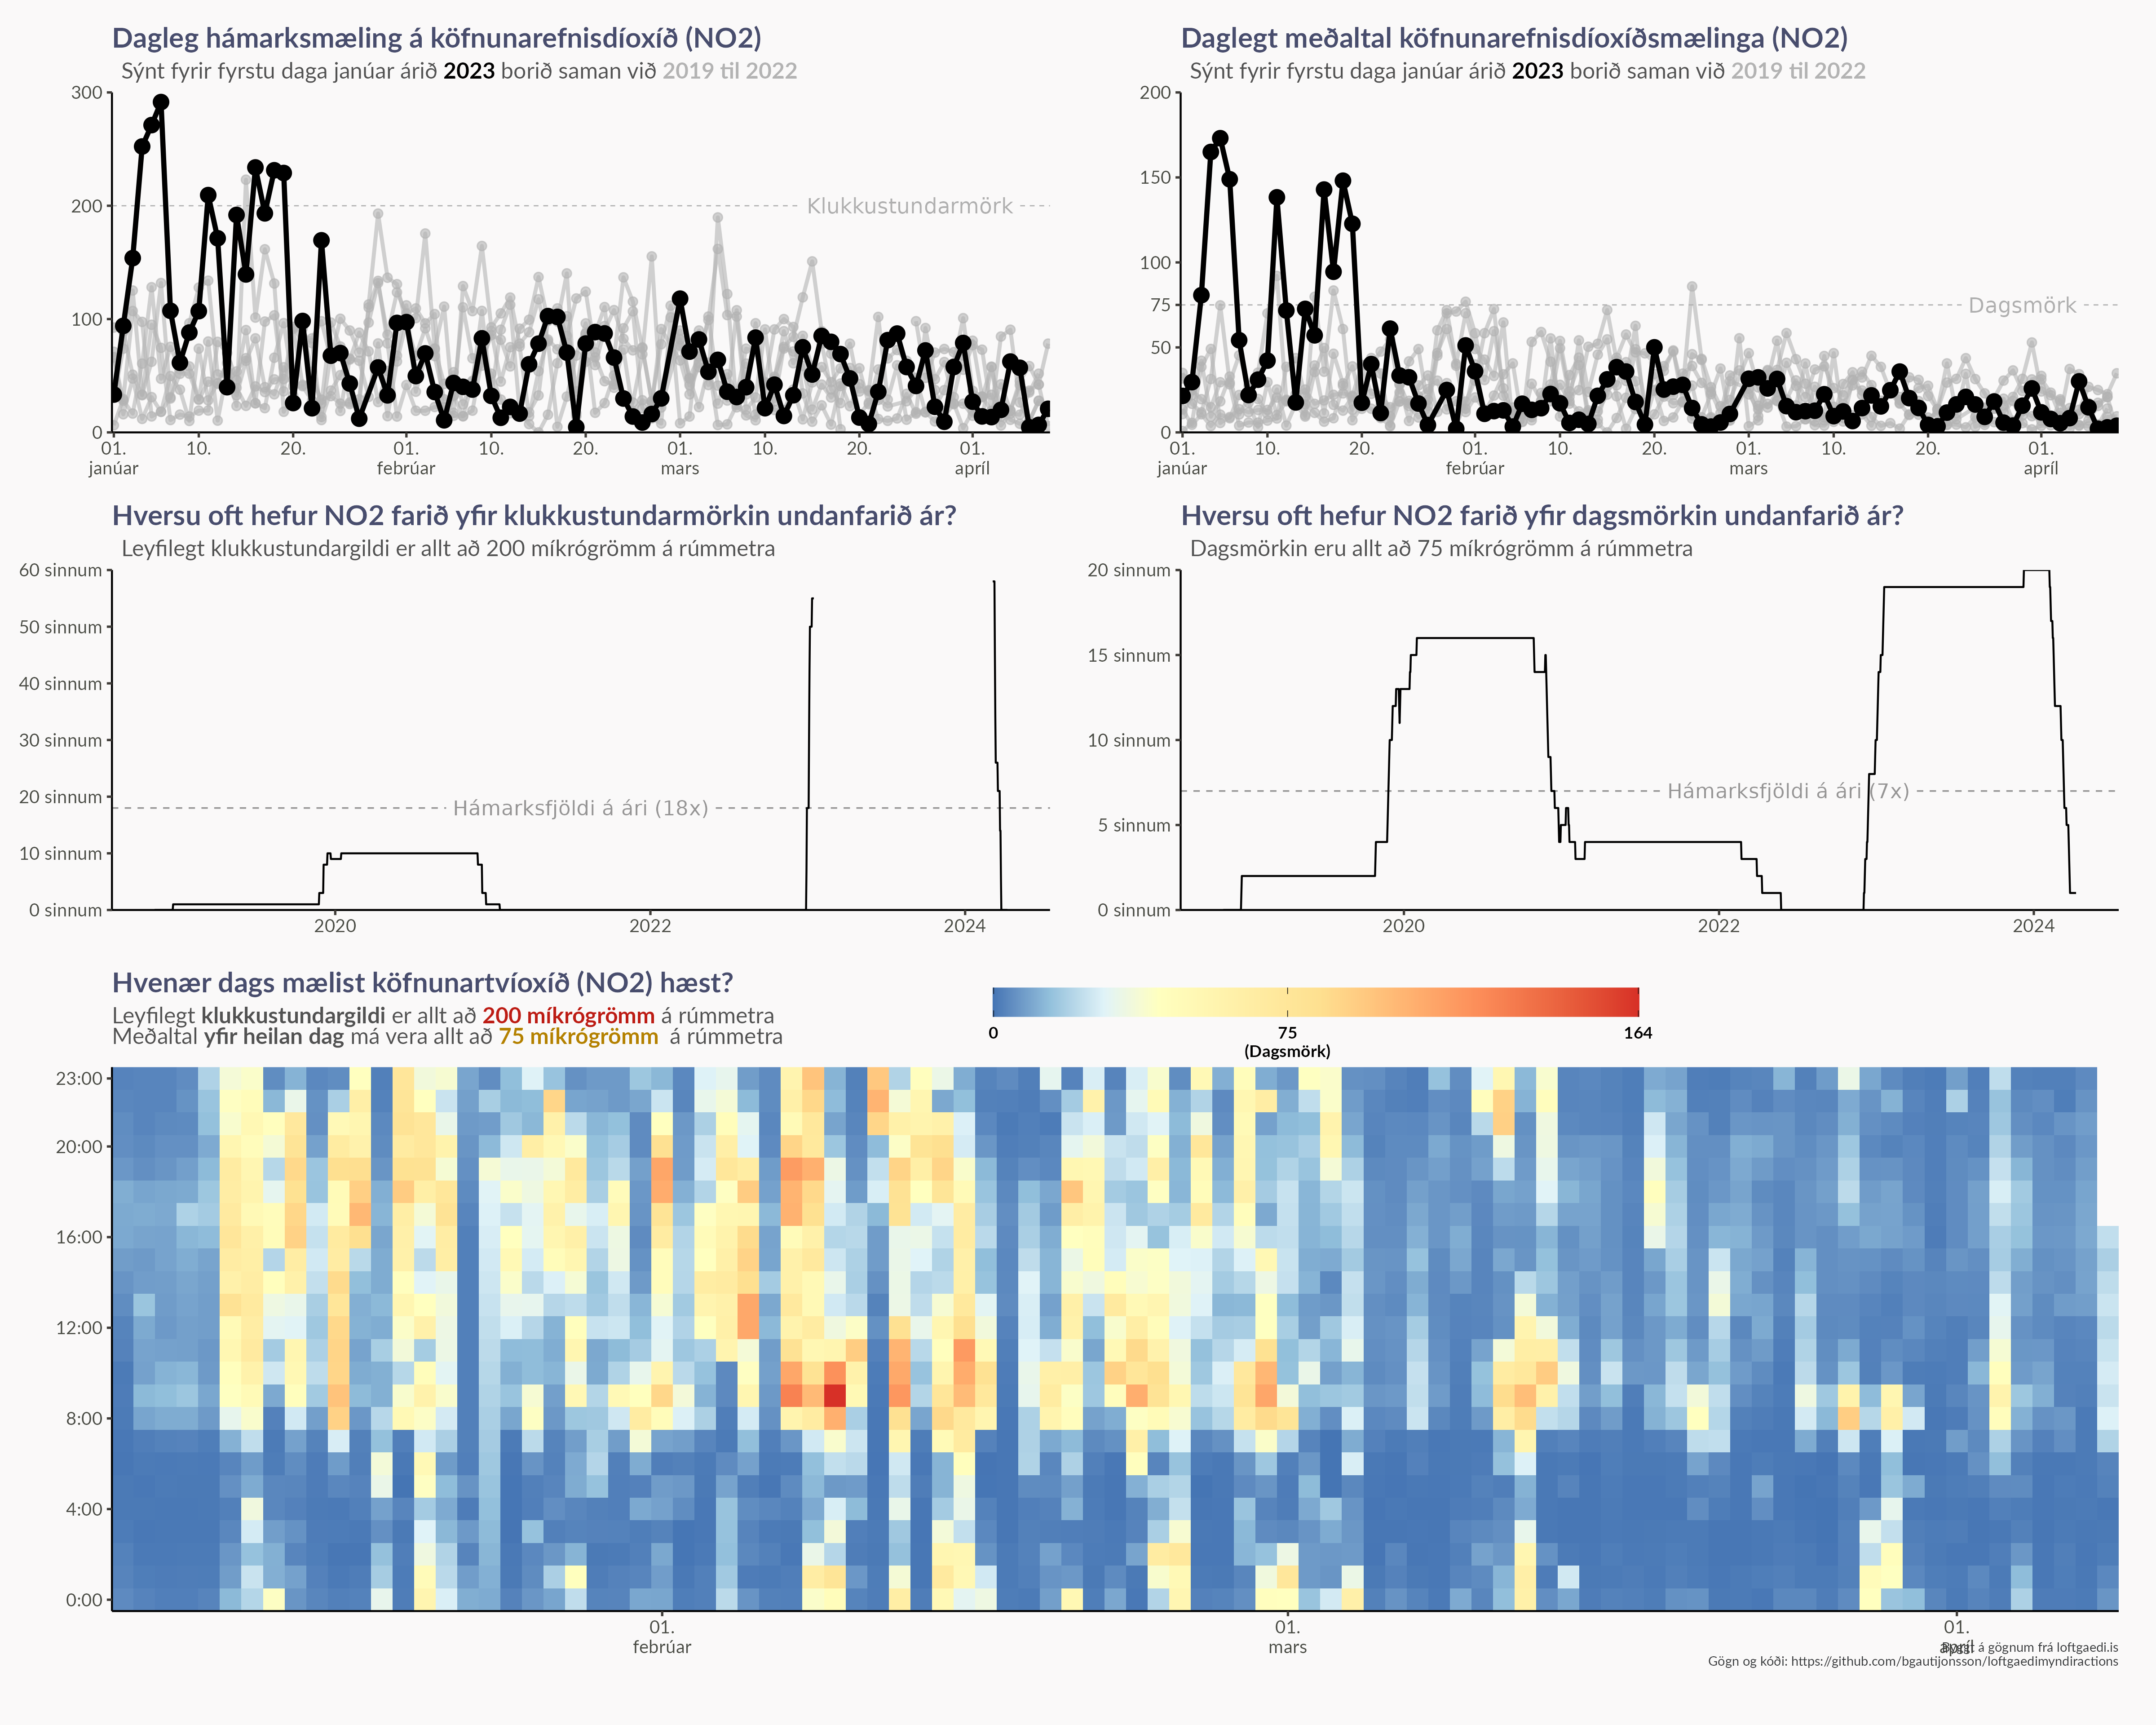 Dagleg hámarksmæling á köfnunarefnisdíoxíð (NO2)
Sýnt fyrir fyrstu daga janúar árið 2023 borið saman við 2019 til 2022
300
200
100
0
Klukkustundarmörk
01. 10. 20. 01. 10. 20. 01. 10. 20. 01.
janúar febrúar mars apríl
Daglegt meðaltal köfnunarefnisdíoxíðsmælinga (NO2)
Sýnt fyrir fyrstu daga janúar árið 2023 borið saman við 2019 til 2022
200
150
100
75
50
0
Dagsmörk
01. 10. 20. 01. 10. 20. 01. 10. 20. 01.
janúar febrúar mars apríl
Hversu oft hefur NO2 farið yfir klukkustundarmörkin undanfarið ár?
Leyfilegt klukkustundargildi er allt að 200 míkrógrömm á rúmmetra
60 sinnum
50 sinnum
40 sinnum
30 sinnum
20 sinnum
10 sinnum
0 sinnum
Hámarksfjöldi á ári (18x)
2020 2022 2024
Hversu oft hefur NO2 farið yfir dagsmörkin undanfarið ár?
Dagsmörkin eru allt að 75 míkrógrömm á rúmmetra
20 sinnum
15 sinnum
10 sinnum
5 sinnum
0 sinnum
Hámarksfjöldi á ári (7x)
2020 2022 2024
Hvenær dags mælist köfnunartvíoxíð (NO2) hæst?
Leyfilegt klukkustundargildi er allt að 200 míkrógrömm á rúmmetra
Meðaltal yfir heilan dag má vera allt að 75 míkrógrömm á rúmmetra
0 75 164
(Dagsmörk)
23:00
20:00
16:00
12:00
8:00
4:00
0:00
01. 01. 01.
febrúar mars apríl
á gögnum frá loftgaedi.is
Gögn og kóði: https://github.com/bgautijonsson/loftgaedimyndiractions